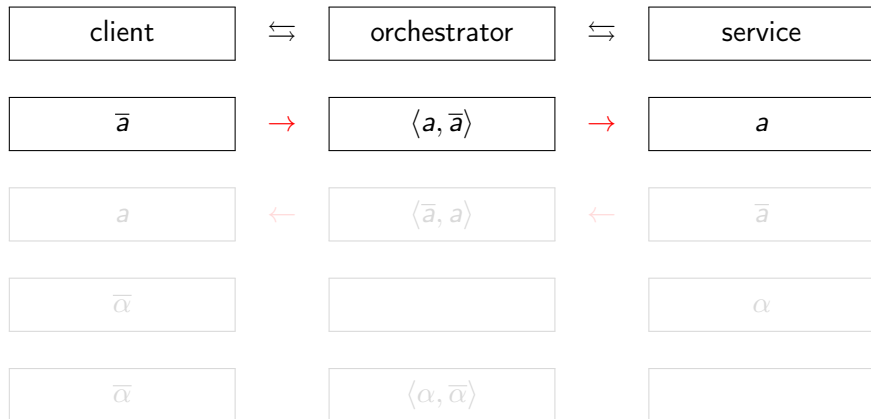 client ⇆ orchestrator ⇆ service
a̅ → ⟨a, a̅⟩ → a
a ← ⟨a̅, a⟩ ← a̅
α̅ α
α̅ ⟨α, α̅⟩